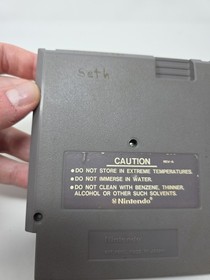 Seth
CAUTION
REV-A
• DO NOT STORE IN EXTREME TEMPERATURES.
• DO NOT IMMERSE IN WATER.
• DO NOT CLEAN WITH BENZENE, THINNER,
ALCOHOL OR OTHER SUCH SOLVENTS.
Nintendo®